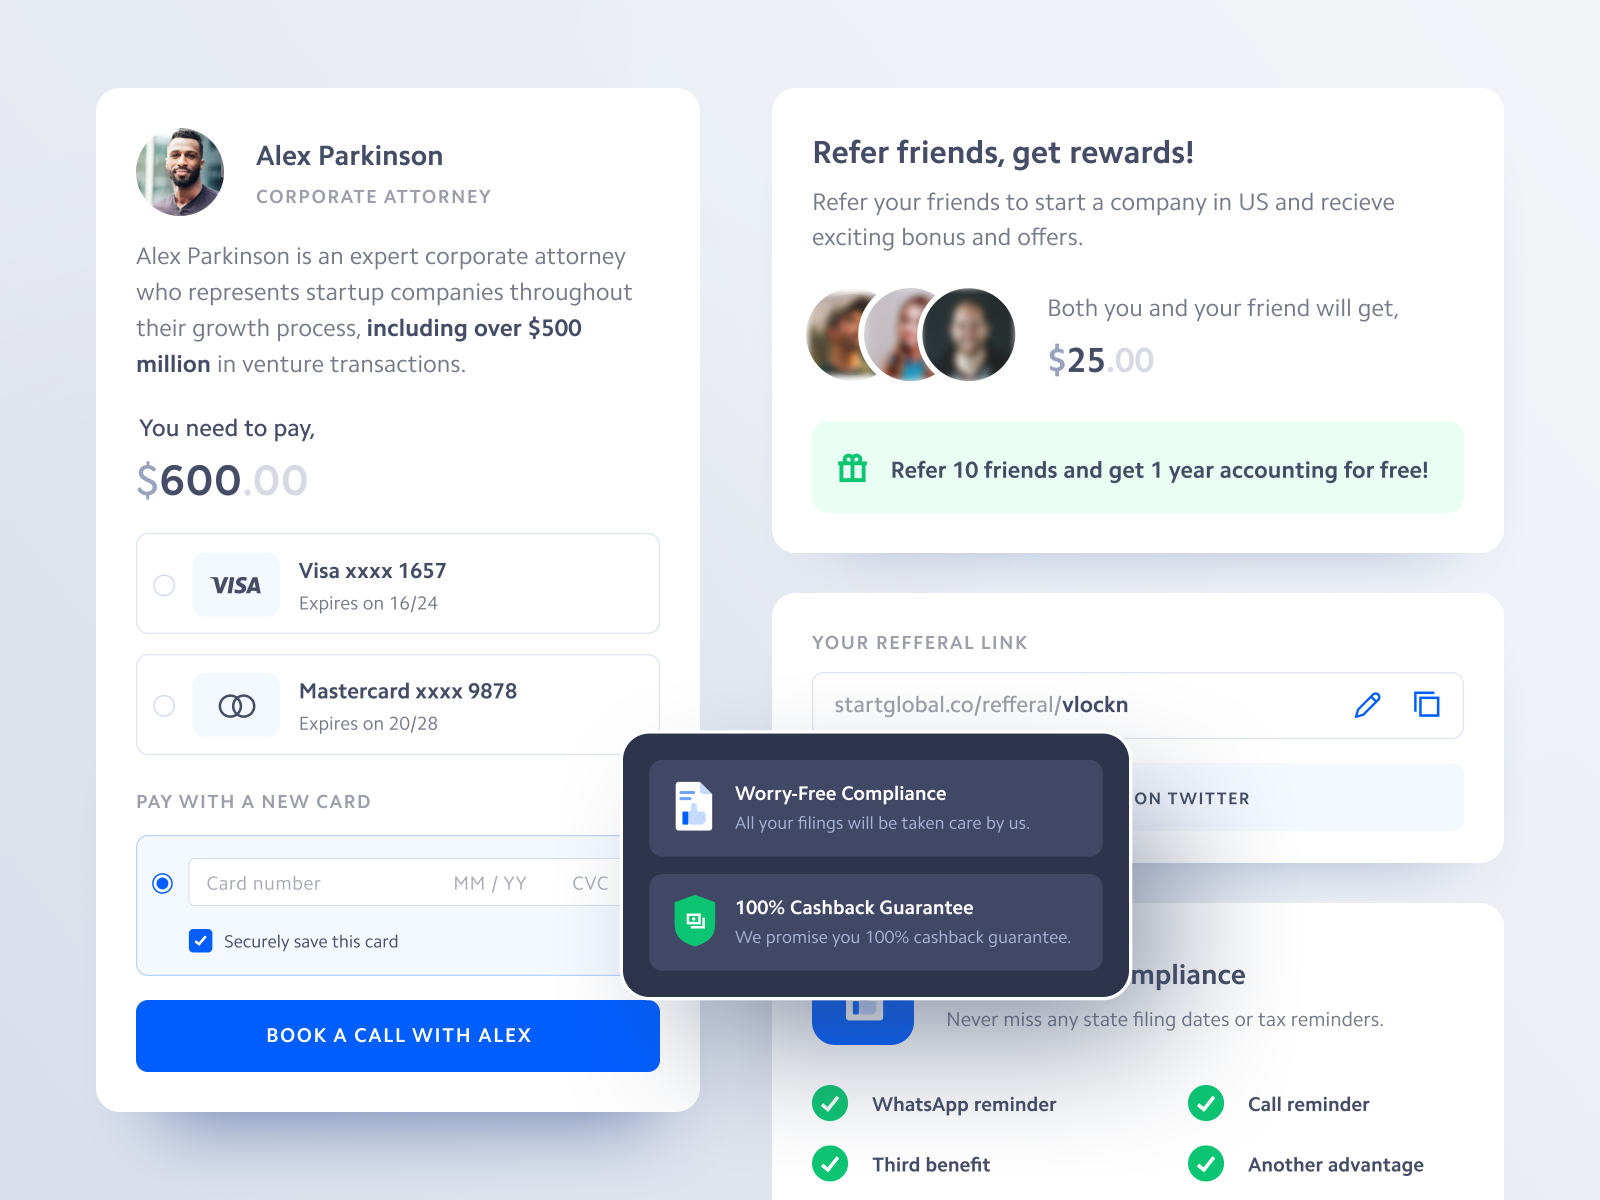 Alex Parkinson
CORPORATE ATTORNEY
Alex Parkinson is an expert corporate attorney
who represents startup companies throughout
their growth process, including over $500
million in venture transactions.
You need to pay,
$600.00
VISA
Visa xxxx 1657
Expires on 16/24
Mastercard xxxx 9878
Expires on 20/28
PAY WITH A NEW CARD
Card number MM / YY CVC
Securely save this card
BOOK A CALL WITH ALEX
Refer friends, get rewards!
Refer your friends to start a company in US and recieve
exciting bonus and offers.
Both you and your friend will get,
$25.00
Refer 10 friends and get 1 year accounting for free!
YOUR REFFERAL LINK
startglobal.co/refferal/vlockn
ON TWITTER
Worry-Free Compliance
All your filings will be taken care by us.
100% Cashback Guarantee
We promise you 100% cashback guarantee.
mpliance
Never miss any state filing dates or tax reminders.
WhatsApp reminder
Call reminder
Third benefit
Another advantage